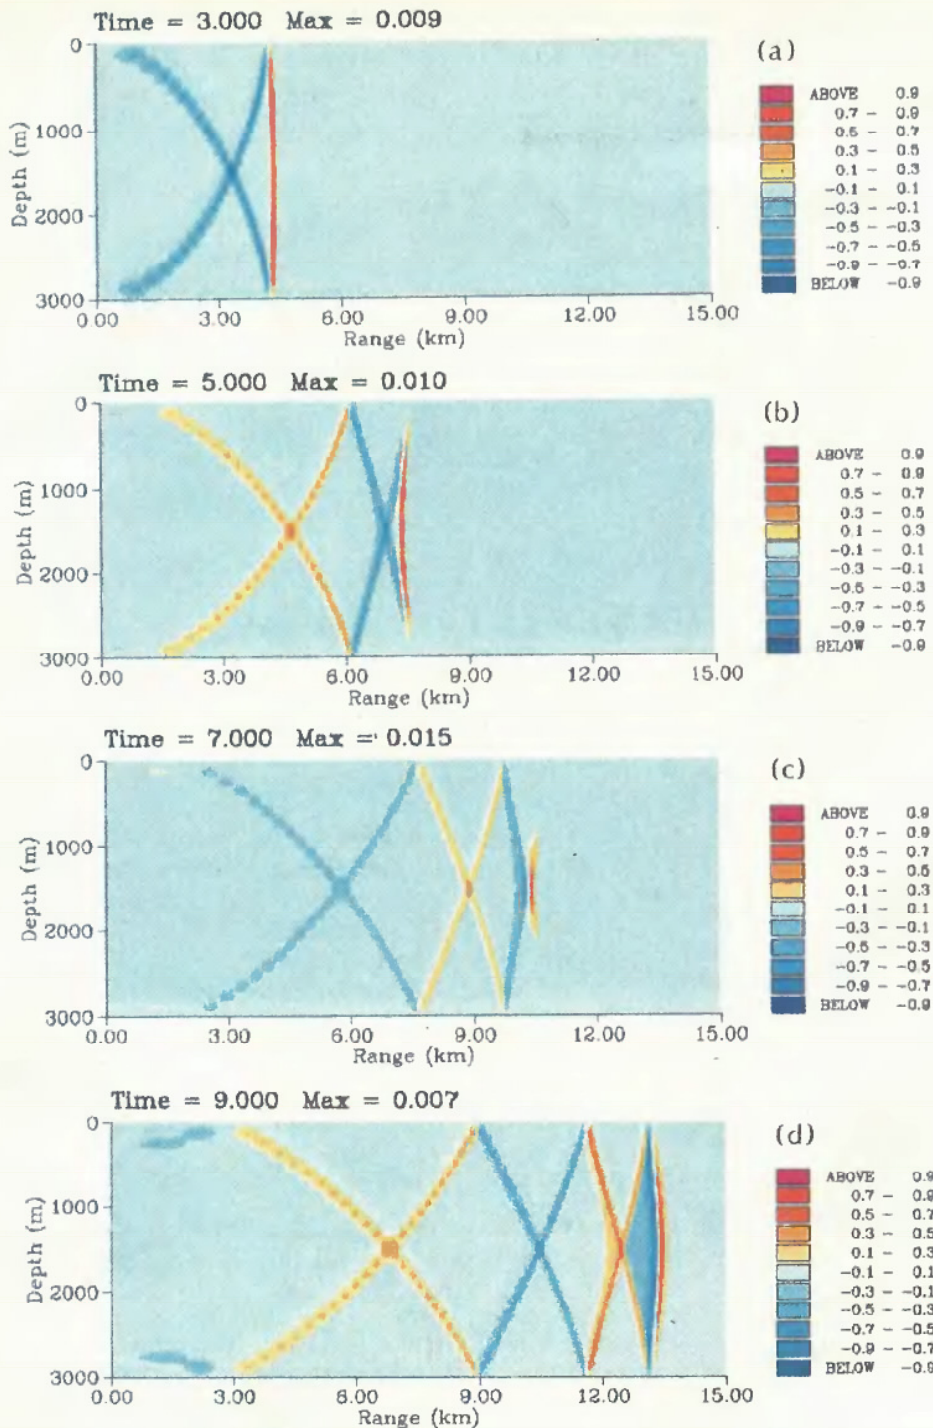 Time = 3.000 Max = 0.009
(a)
0
1000
2000
3000
Depth (m)
0.00 3.00 6.00 9.00 12.00 15.00
Range (km)
ABOVE 0.9
0.7 - 0.9
0.5 - 0.7
0.3 - 0.5
0.1 - 0.3
-0.1 - 0.1
-0.3 - -0.1
-0.5 - -0.3
-0.7 - -0.5
-0.9 - -0.7
BELOW -0.9
Time = 5.000 Max = 0.010
(b)
0
1000
2000
3000
Depth (m)
0.00 3.00 6.00 9.00 12.00 15.00
Range (km)
ABOVE 0.9
0.7 - 0.9
0.5 - 0.7
0.3 - 0.5
0.1 - 0.3
-0.1 - 0.1
-0.3 - -0.1
-0.5 - -0.3
-0.7 - -0.5
-0.9 - -0.7
BELOW -0.9
Time = 7.000 Max = 0.015
(c)
0
1000
2000
3000
Depth (m)
0.00 3.00 6.00 9.00 12.00 15.00
Range (km)
ABOVE 0.9
0.7 - 0.9
0.5 - 0.7
0.3 - 0.5
0.1 - 0.3
-0.1 - 0.1
-0.3 - -0.1
-0.5 - -0.3
-0.7 - -0.5
-0.9 - -0.7
BELOW -0.9
Time = 9.000 Max = 0.007
(d)
0
1000
2000
3000
Depth (m)
0.00 3.00 6.00 9.00 12.00 15.00
Range (km)
ABOVE 0.9
0.7 - 0.9
0.5 - 0.7
0.3 - 0.5
0.1 - 0.3
-0.1 - 0.1
-0.3 - -0.1
-0.5 - -0.3
-0.7 - -0.5
-0.9 - -0.7
BELOW -0.9